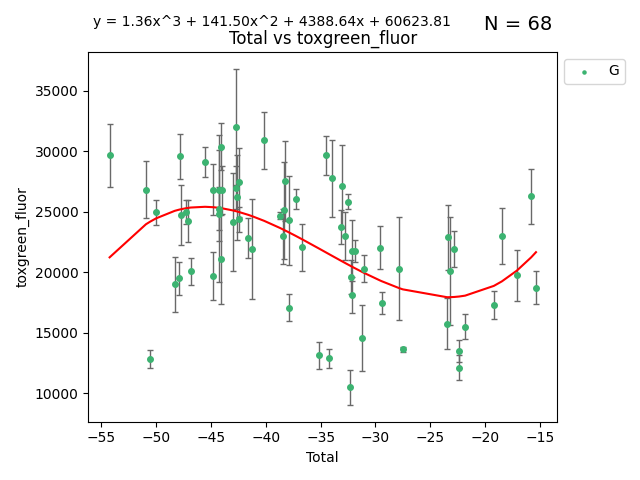 y = 1.36x^3 + 141.50x^2 + 4388.64x + 60623.81
N = 68
Total vs toxgreen_fluor
G
toxgreen_fluor
35000
30000
25000
20000
15000
10000
−55
−50
−45
−40
−35
−30
−25
−20
−15
Total